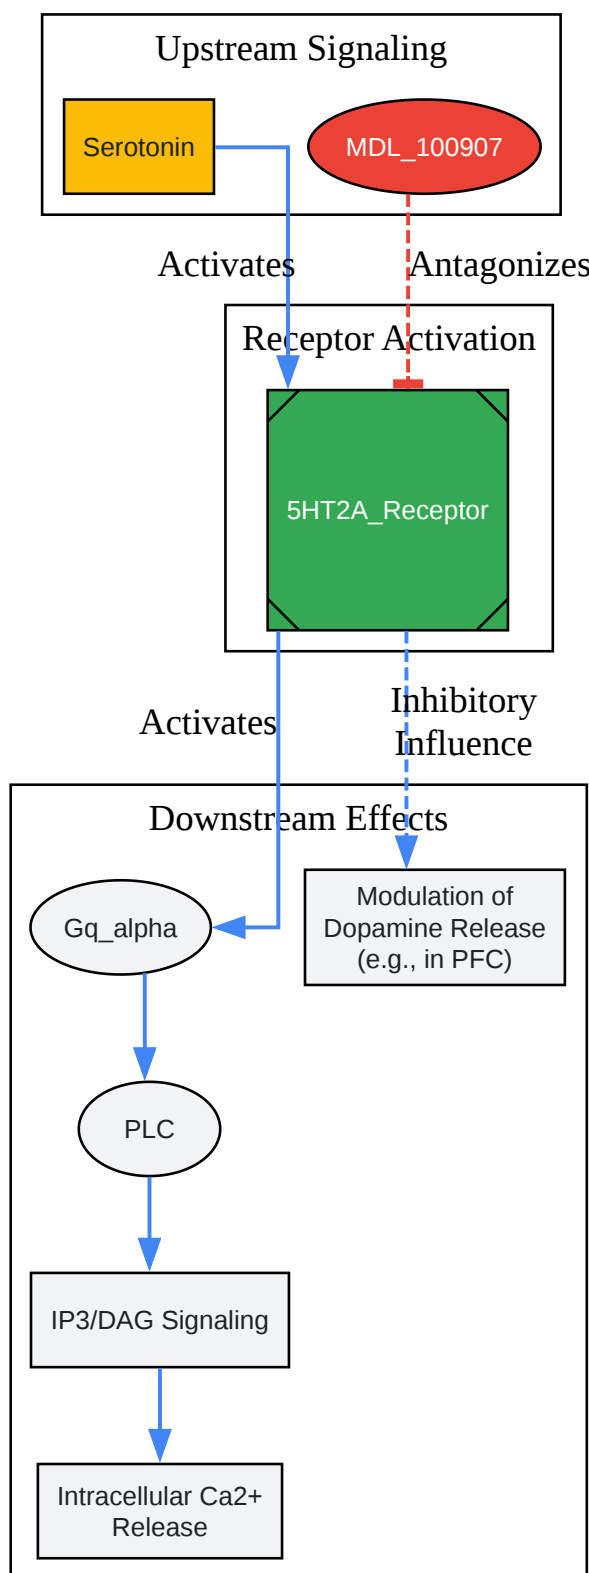 Upstream Signaling
Serotonin
MDL_100907
Activates
Antagonizes
Receptor Activation
5HT2A_Receptor
Activates
Inhibitory
Influence
Downstream Effects
Gq_alpha
Modulation of
Dopamine Release
(e.g., in PFC)
PLC
IP3/DAG Signaling
Intracellular Ca2+
Release